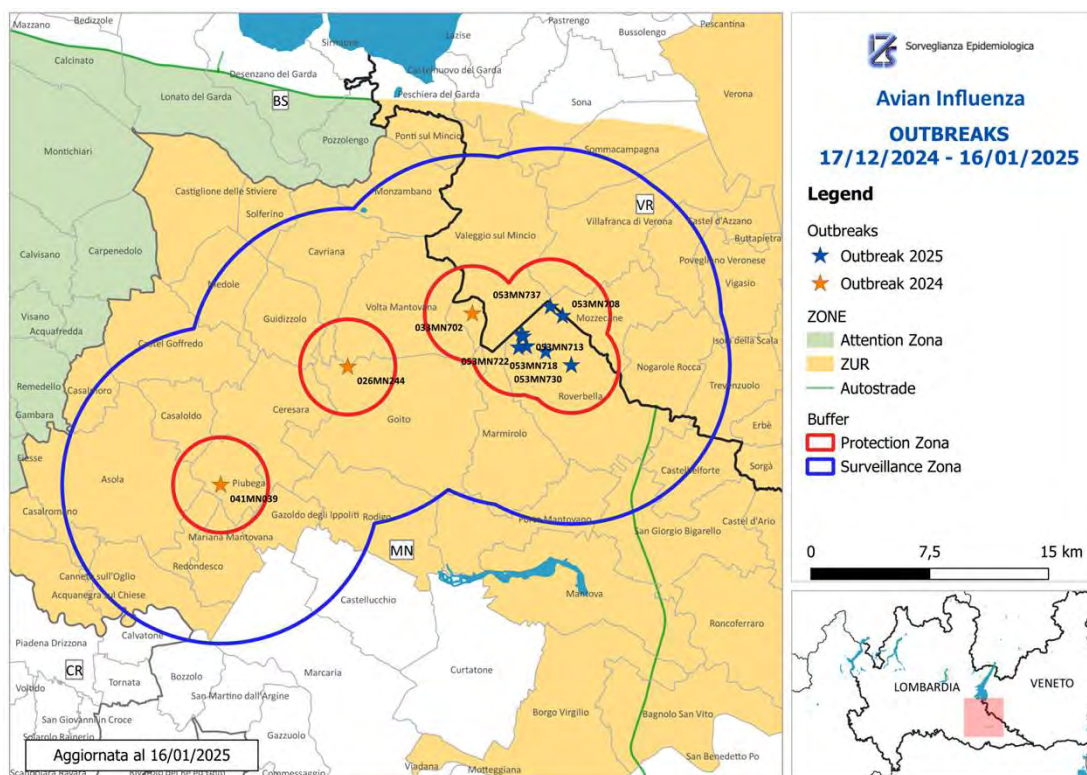 Mazzano
Bedizzole
Sirmione
Lazise
Pastrengo
Bussolengo
Pescantina
Calcinato
Desenzano del Garda
Castelnuovo del Garda
Lonato del Garda
BS
Peschiera del Garda
Sona
Verona
Montichiari
Pozzolengo
Ponti sul Mincio
Sommacampagna
Castiglione delle Stiviere
Monzambano
Solferino
VR
Castel d'Azzano
Villafranca di Verona
Buttapietra
Calvisano
Carpenedolo
Cavriana
Valeggio sul Mincio
Povegliano Veronese
Vigasio
Medole
Visano
Acquafredda
Guidizzolo
Volta Mantovana
033MN702
053MN737
053MN708
Mozzecane
Isola della Scala
Castel Goffredo
053MN713
053MN722
053MN718
053MN730
Remedello
Casalmoro
026MN244
Nogarole Rocca
Trevenzuolo
Gambara
Casaloldo
Ceresara
Goito
Roverbella
Erbè
Marmirolo
Fiesse
Castelbelforte
Sorgà
Asola
Piubega
041MN039
Casalromano
Gazoldo degli Ippoliti
Rodigo
Porto Mantovano
San Giorgio Bigarello
Castel d'Ario
Mariana Mantovana
Redondesco
MN
Canneto sull'Oglio
Acquanegra sul Chiese
Castellucchio
Mantova
Roncoferraro
Piadena Drizzona
Calvatone
CR
Tornata
Bozzolo
Marcaria
Curtatone
Voltido
San Martino dall'Argine
San Giovanni in Croce
Solarolo Rainerio
Gazzuolo
Borgo Virgilio
Bagnolo San Vito
Aggiornata al 16/01/2025
San Benedetto Po
Viadana
Motteggiana
Commessaggio
Sorveglianza Epidemiologica
Avian Influenza
OUTBREAKS
17/12/2024 - 16/01/2025
Legend
Outbreaks
Outbreak 2025
Outbreak 2024
ZONE
Attention Zona
ZUR
Autostrade
Buffer
Protection Zona
Surveillance Zona
0 7,5 15 km
LOMBARDIA
VENETO